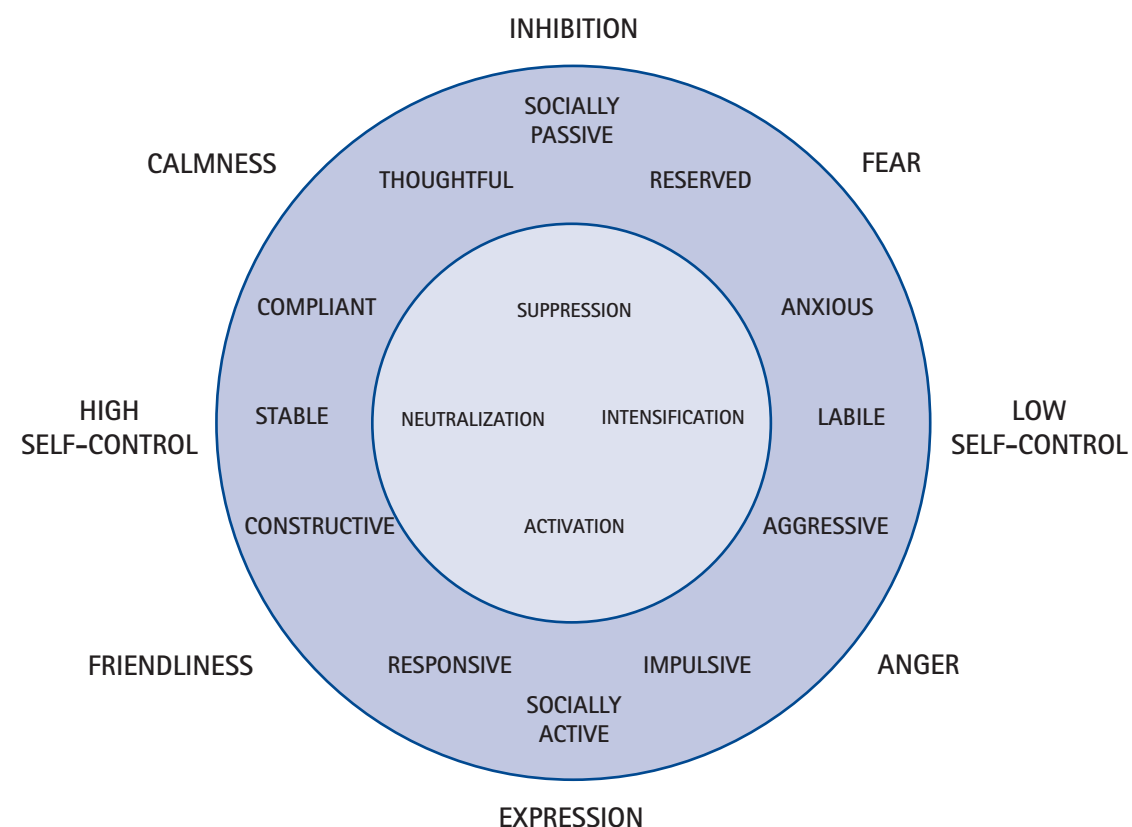 INHIBITION
SOCIALLY
PASSIVE
CALMNESS
FEAR
THOUGHTFUL
RESERVED
COMPLIANT
SUPPRESSION
ANXIOUS
HIGH
SELF-CONTROL
STABLE
NEUTRALIZATION
INTENSIFICATION
LABILE
LOW
SELF-CONTROL
CONSTRUCTIVE
ACTIVATION
AGGRESSIVE
FRIENDLINESS
RESPONSIVE
IMPULSIVE
ANGER
SOCIALLY
ACTIVE
EXPRESSION